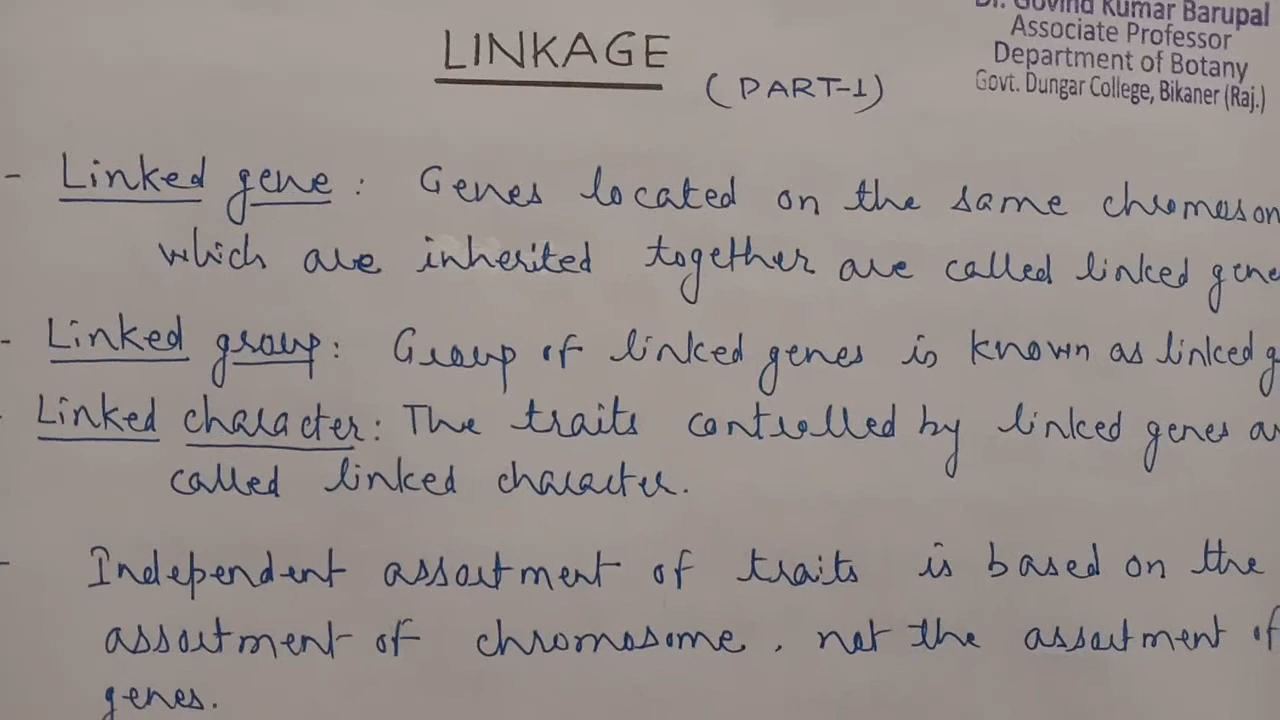 Dr. Govind Kumar Barupal
Associate Professor
Department of Botany
Govt. Dungar College, Bikaner (Raj.)
LINKAGE
(PART-1)
- Linked gene: Genes located on the same chromoson
which are inherited together are called linked gene
- Linked group: Group of linked genes is known as linked g
- Linked character: The traits controlled by linked genes ar
called linked character.
- Independent assortment of traits is based on the
assortment of chromosome, not the assortment of
genes.